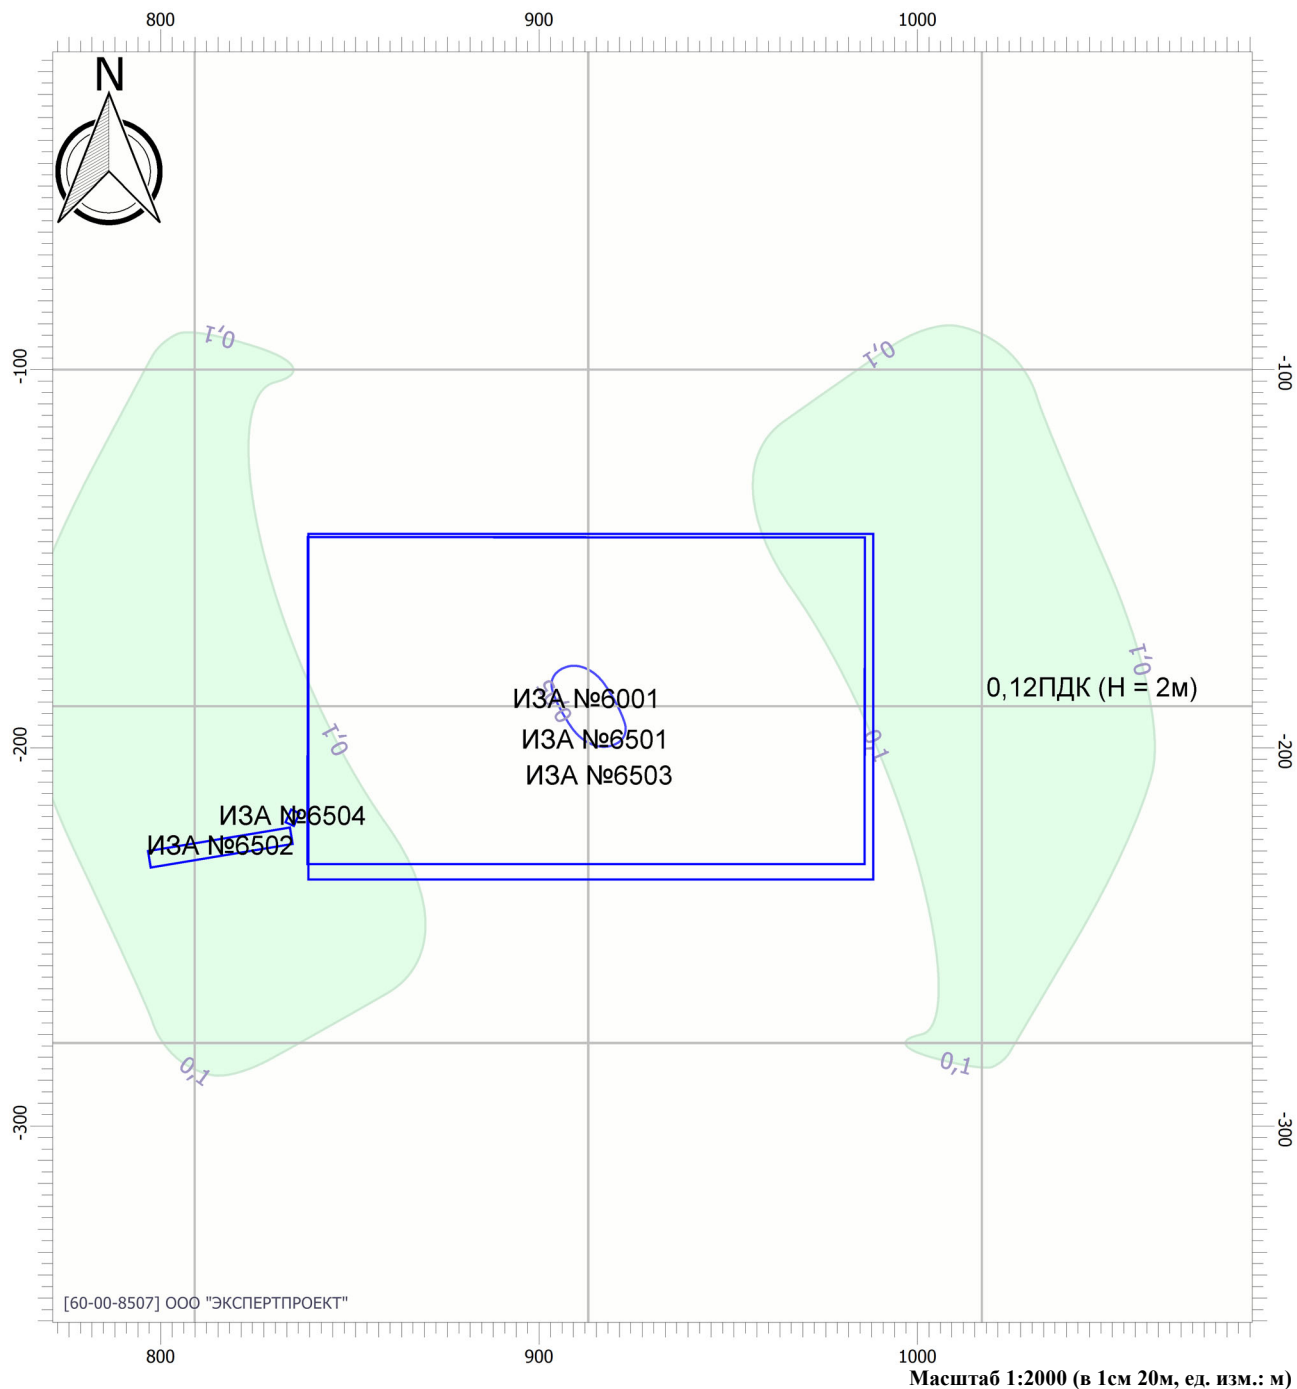 800 900 1000
N
0,1
0,1
-100 -100
0,1
0,12ПДК (H = 2м)
ИЗА №6001
0,1
0,1
ИЗА №6501
-200 -200
ИЗА №6503
ИЗА №6504
ИЗА №6502
0,1
0,1
-300 -300
[60-00-8507] ООО "ЭКСПЕРТПРОЕКТ"
800 900 1000
Масштаб 1:2000 (в 1см 20м, ед. изм.: м)